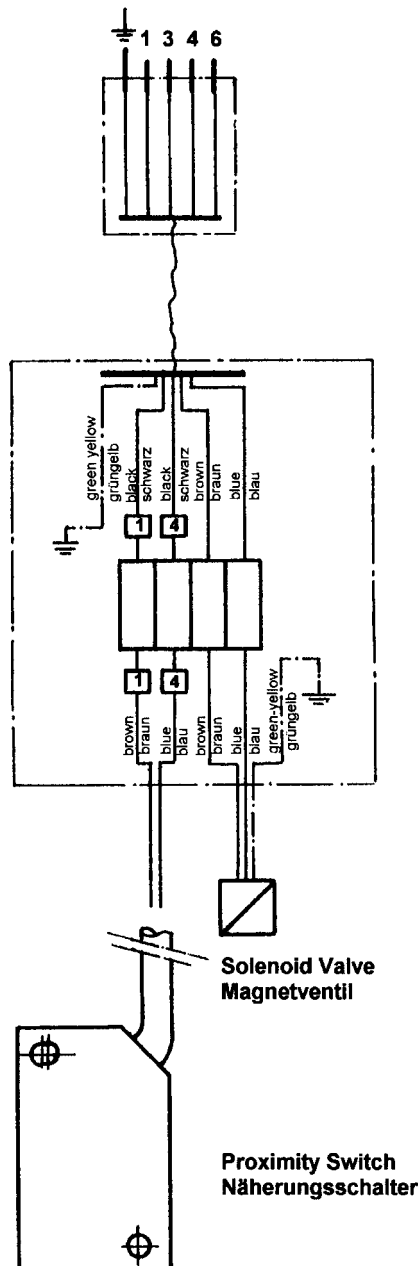 1 3 4 6
green yellow
grüngelb
black
schwarz
black
schwarz
brown
braun
blue
blau
1 4
1 4
brown
braun
blue
blau
brown
braun
blue
blau
green-yellow
grüngelb
Solenoid Valve
Magnetventil
Proximity Switch
Näherungsschalter